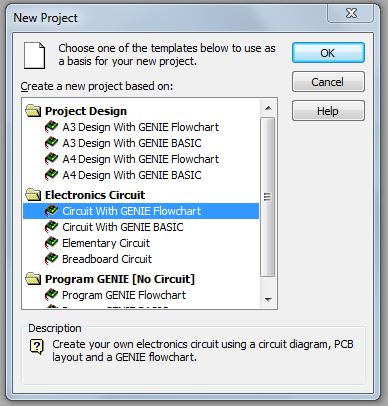 New Project
Choose one of the templates below to use as
a basis for your new project.
OK
Cancel
Help
Create a new project based on:
Project Design
A3 Design With GENIE Flowchart
A3 Design With GENIE BASIC
A4 Design With GENIE Flowchart
A4 Design With GENIE BASIC
Electronics Circuit
Circuit With GENIE Flowchart
Circuit With GENIE BASIC
Elementary Circuit
Breadboard Circuit
Program GENIE [No Circuit]
Program GENIE Flowchart
Program GENIE BASIC
Description
Create your own electronics circuit using a circuit diagram, PCB
layout and a GENIE flowchart.